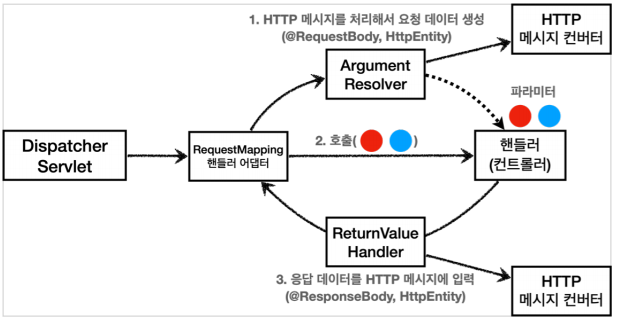 1. HTTP 메시지를 처리해서 요청 데이터 생성
(@RequestBody, HttpEntity)
HTTP
메시지 컨버터
Argument
Resolver
파라미터
Dispatcher
Servlet
RequestMapping
핸들러 어댑터
2. 호출( )
핸들러
(컨트롤러)
ReturnValue
Handler
3. 응답 데이터를 HTTP 메시지에 입력
(@ResponseBody, HttpEntity)
HTTP
메시지 컨버터